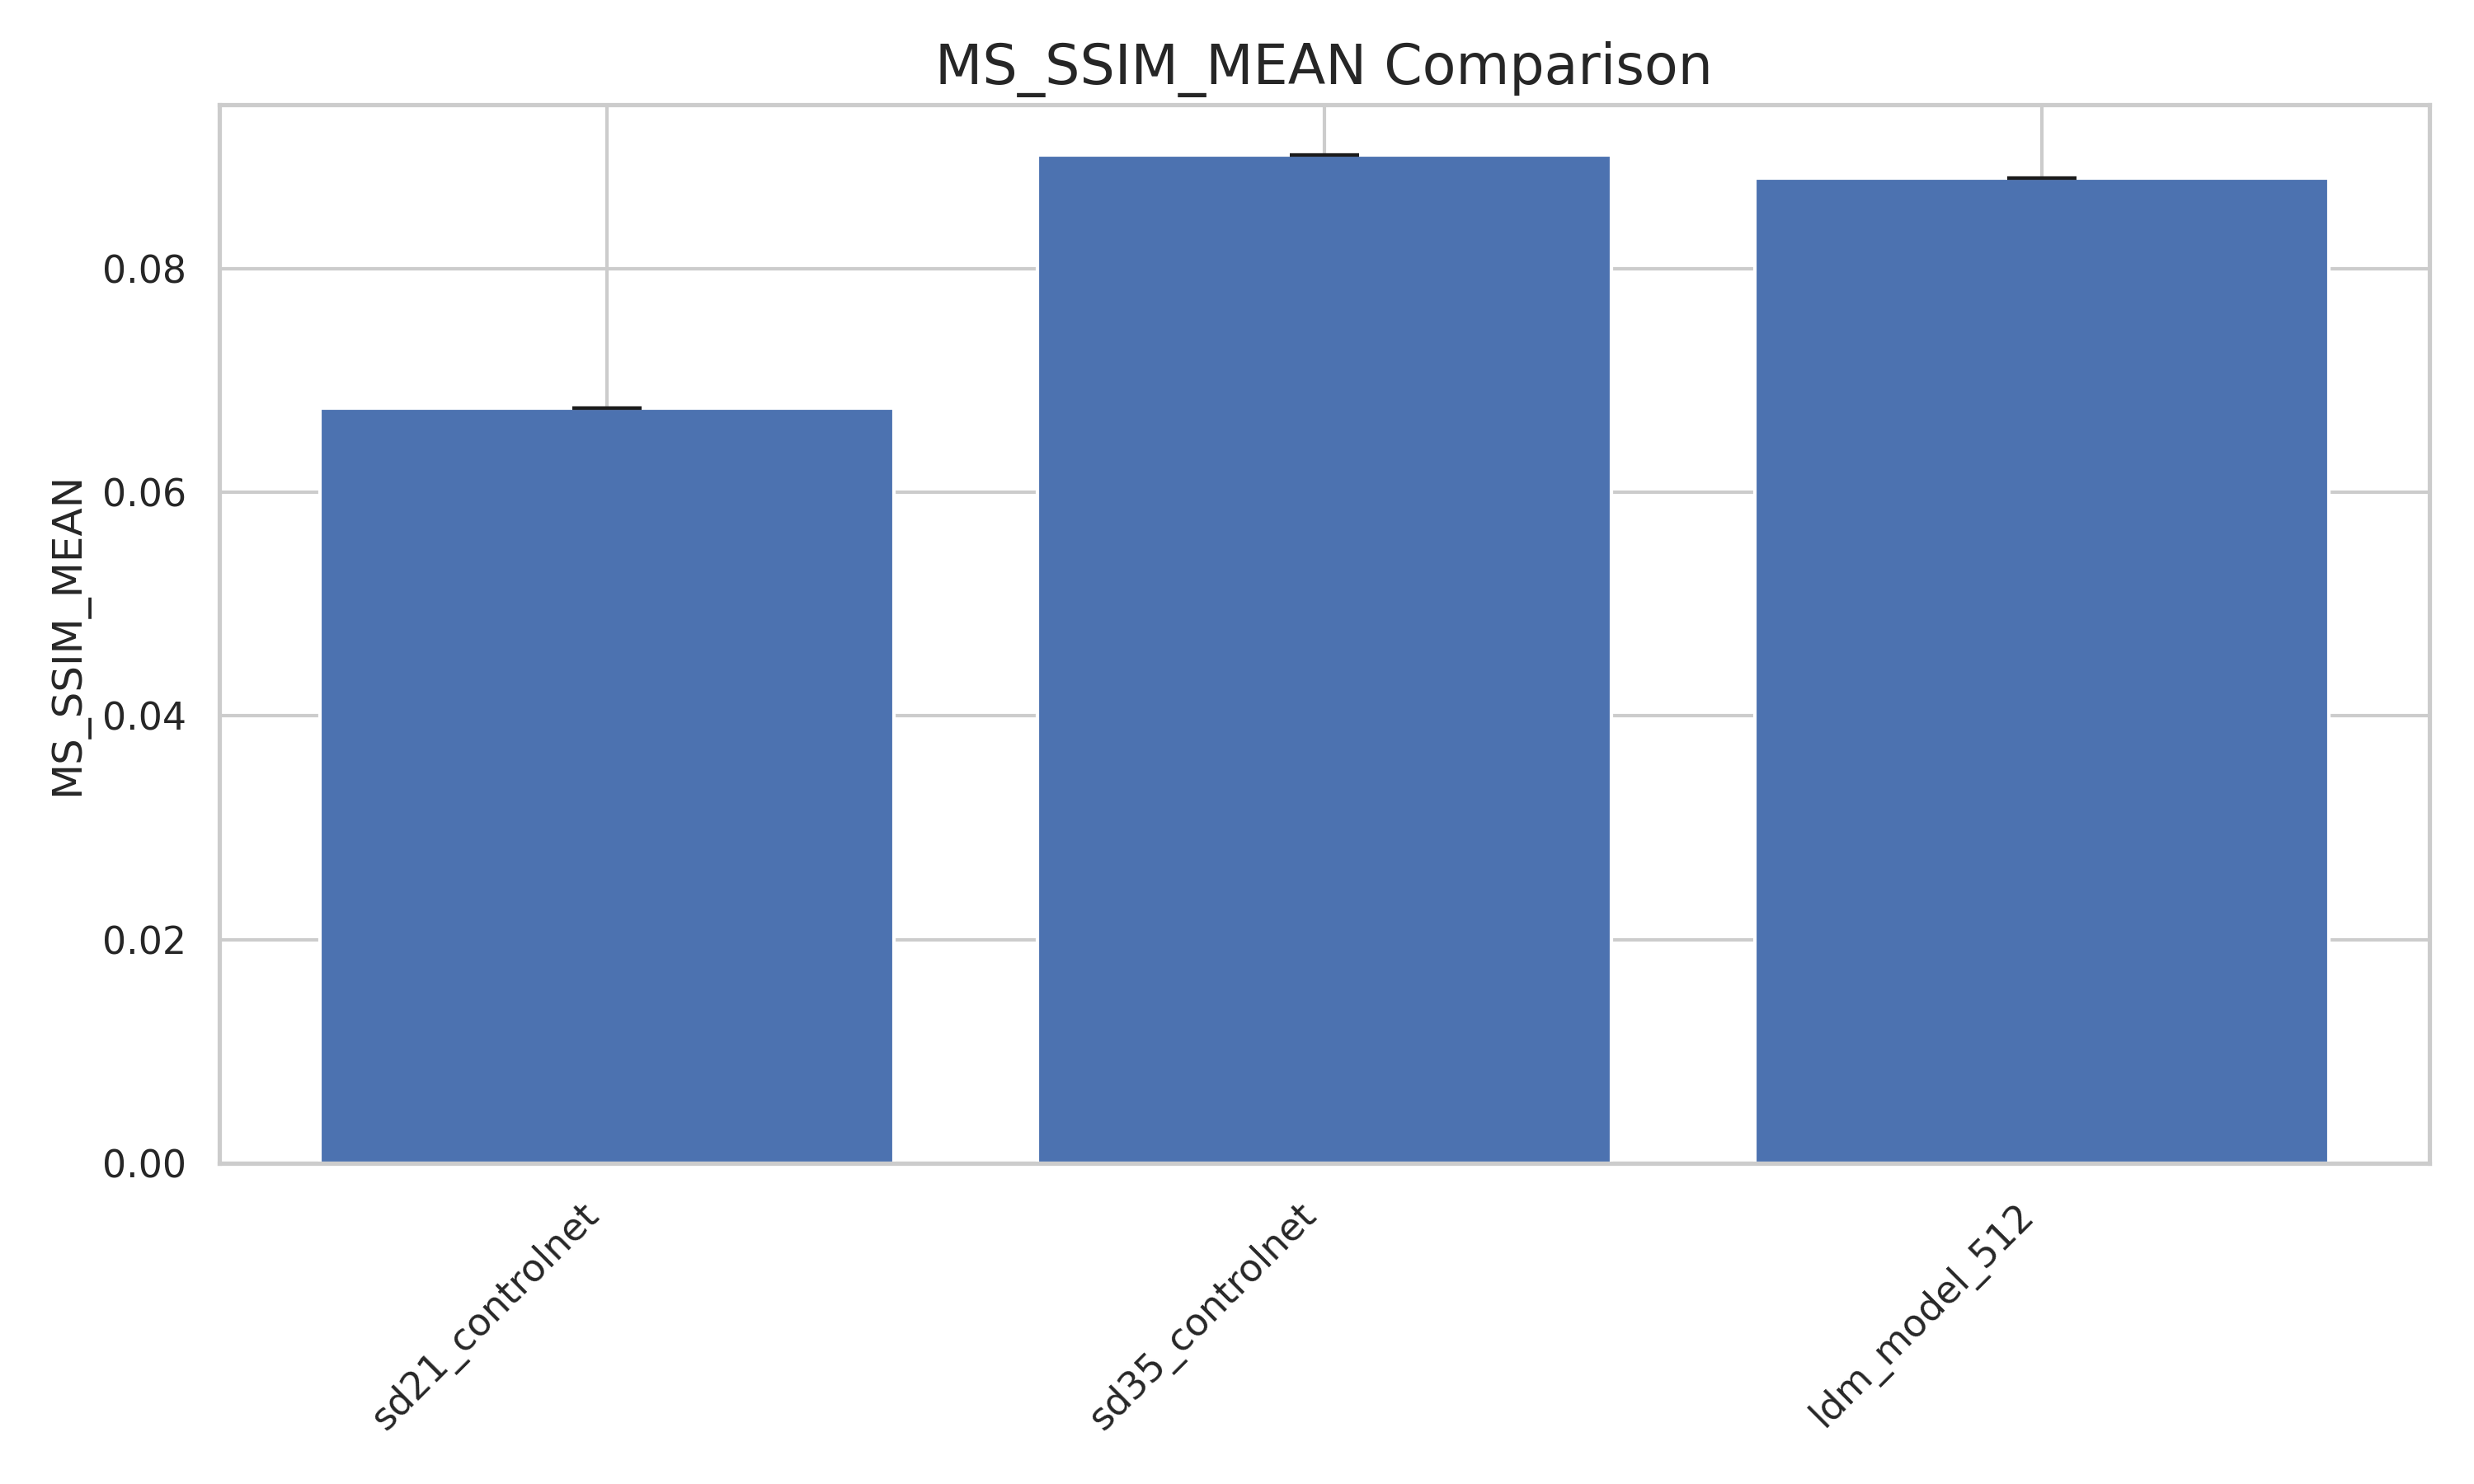 MS_SSIM_MEAN Comparison
MS_SSIM_MEAN
0.08
0.06
0.04
0.02
0.00
sd21_controlnet
sd35_controlnet
ldm_model_512